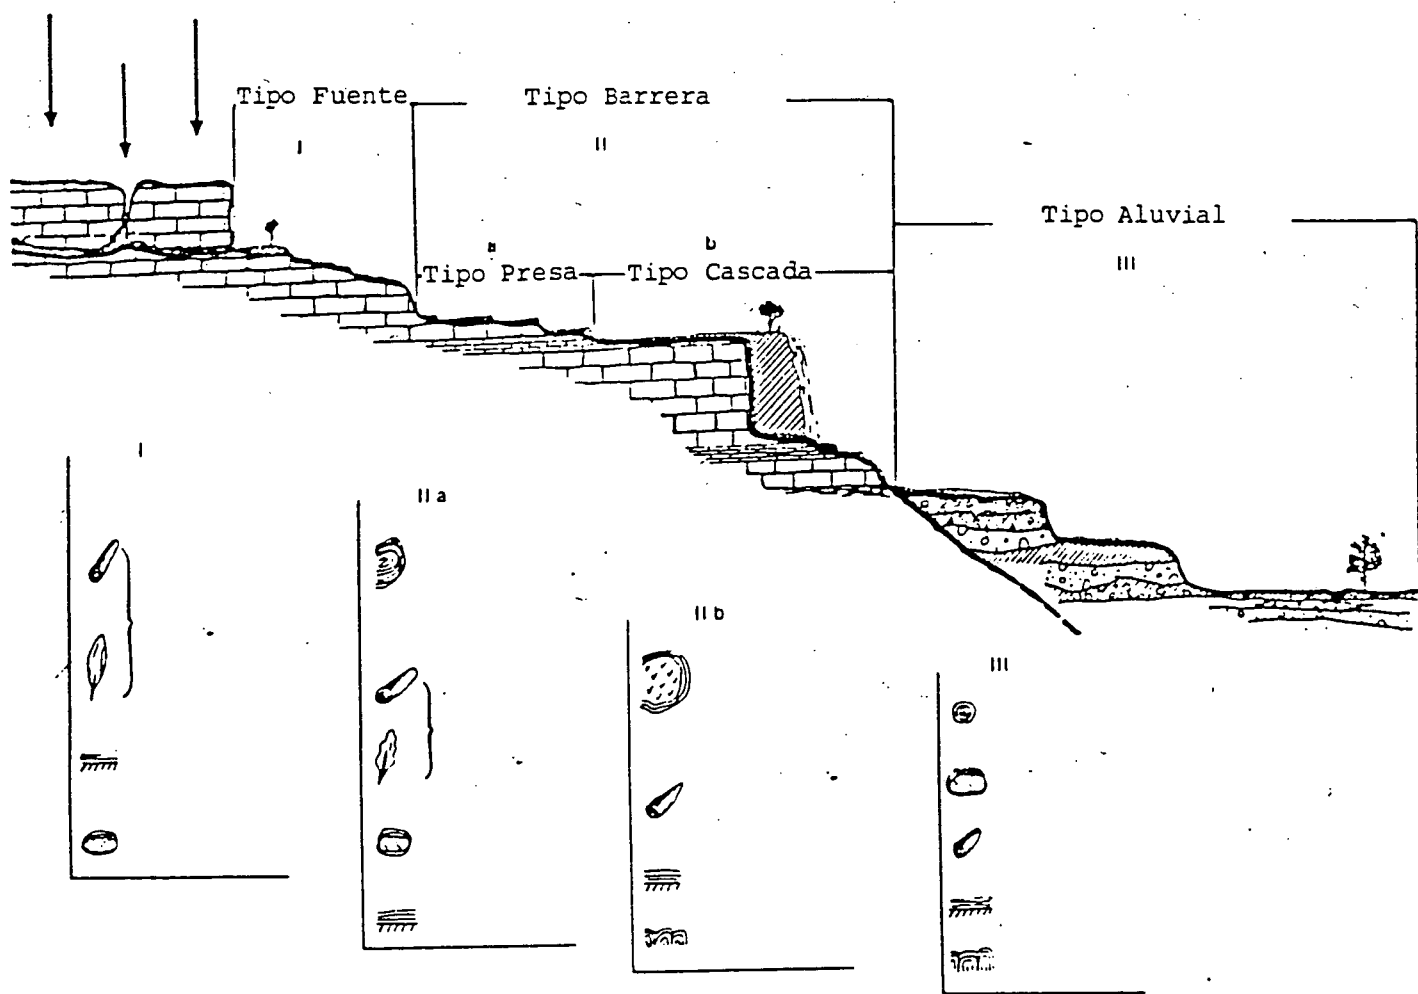 Tipo Fuente
I
Tipo Barrera
II
Tipo Aluvial
III
a
Tipo Presa
b
Tipo Cascada
I
II a
II b
III